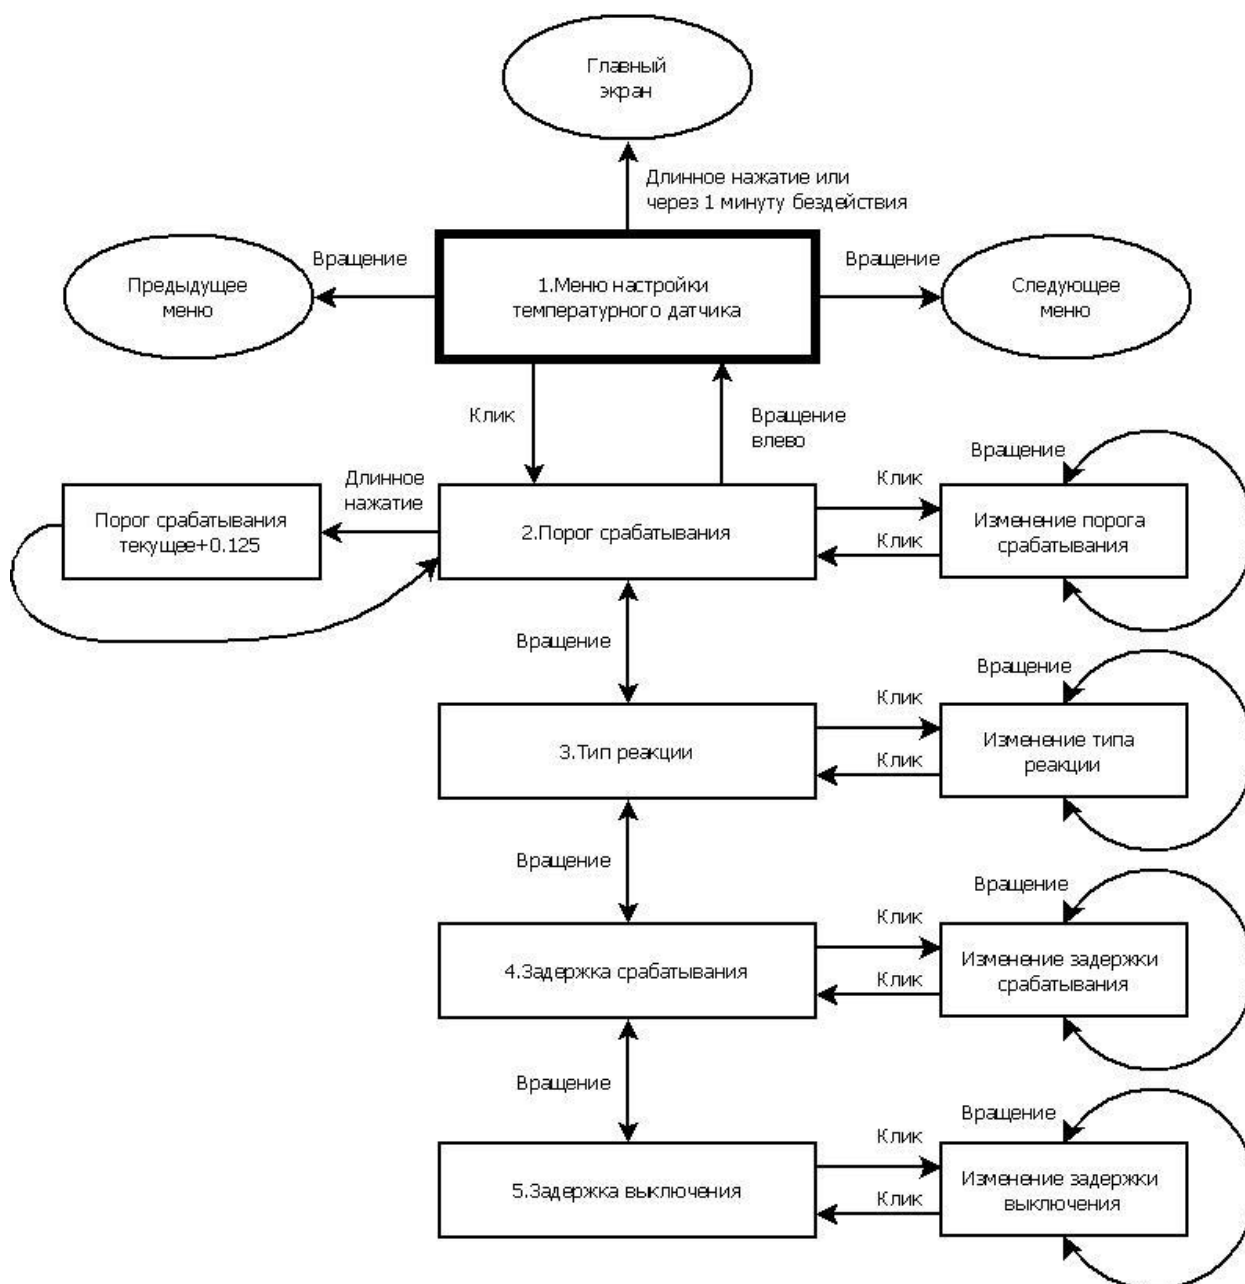 Главный
экран
Длинное нажатие или
через 1 минуту бездействия
Вращение
Вращение
Предыдущее
меню
1.Меню настройки
температурного датчика
Следующее
меню
Клик
Вращение
влево
Вращение
Длинное
нажатие
Клик
Порог срабатывания
текущее+0.125
2.Порог срабатывания
Клик
Изменение порога
срабатывания
Вращение
Вращение
Клик
3.Тип реакции
Клик
Изменение типа
реакции
Вращение
Вращение
Клик
4.Задержка срабатывания
Клик
Изменение задержки
срабатывания
Вращение
Вращение
Клик
5.Задержка выключения
Клик
Изменение задержки
выключения